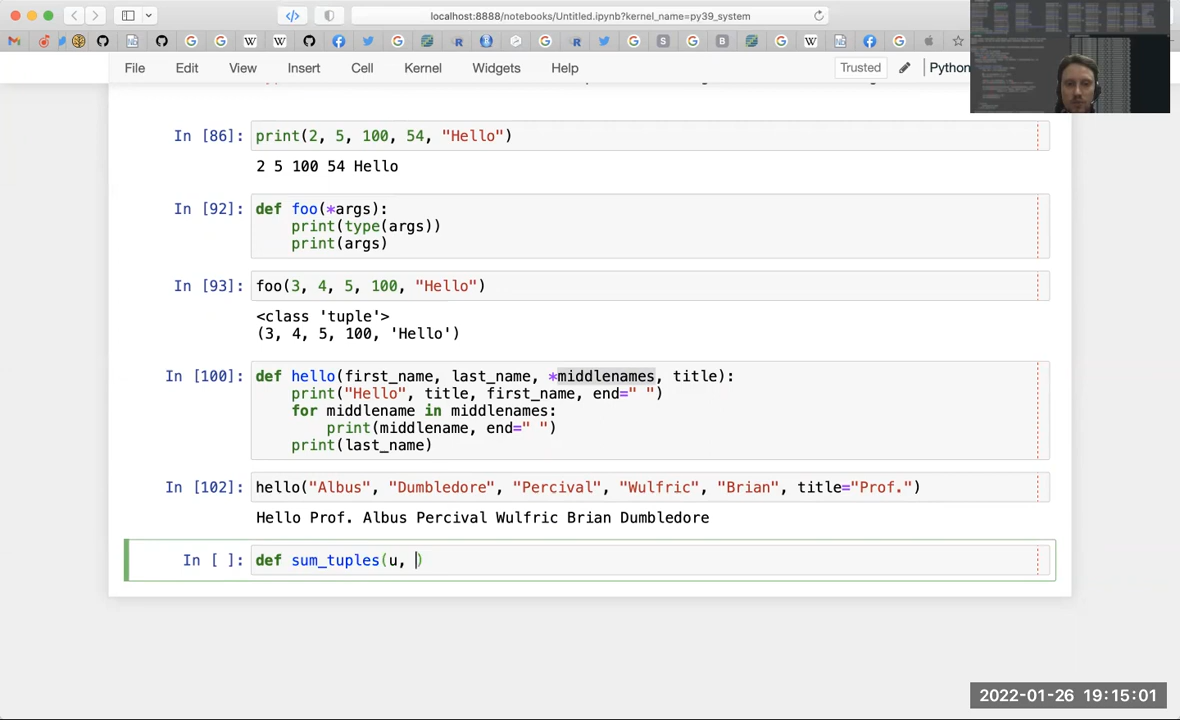 localhost:8888/notebooks/Untitled.ipynb?kernel_name=py39_system
File Edit View Insert Cell Kernel Widgets Help Trusted Python
In [86]: print(2, 5, 100, 54, "Hello")
2 5 100 54 Hello
In [92]: def foo(*args):
print(type(args))
print(args)
In [93]: foo(3, 4, 5, 100, "Hello")
<class 'tuple'>
(3, 4, 5, 100, 'Hello')
In [100]: def hello(first_name, last_name, *middlenames, title):
print("Hello", title, first_name, end=" ")
for middlename in middlenames:
print(middlename, end=" ")
print(last_name)
In [102]: hello("Albus", "Dumbledore", "Percival", "Wulfric", "Brian", title="Prof.")
Hello Prof. Albus Percival Wulfric Brian Dumbledore
In [ ]: def sum_tuples(u, )
2022-01-26 19:15:01